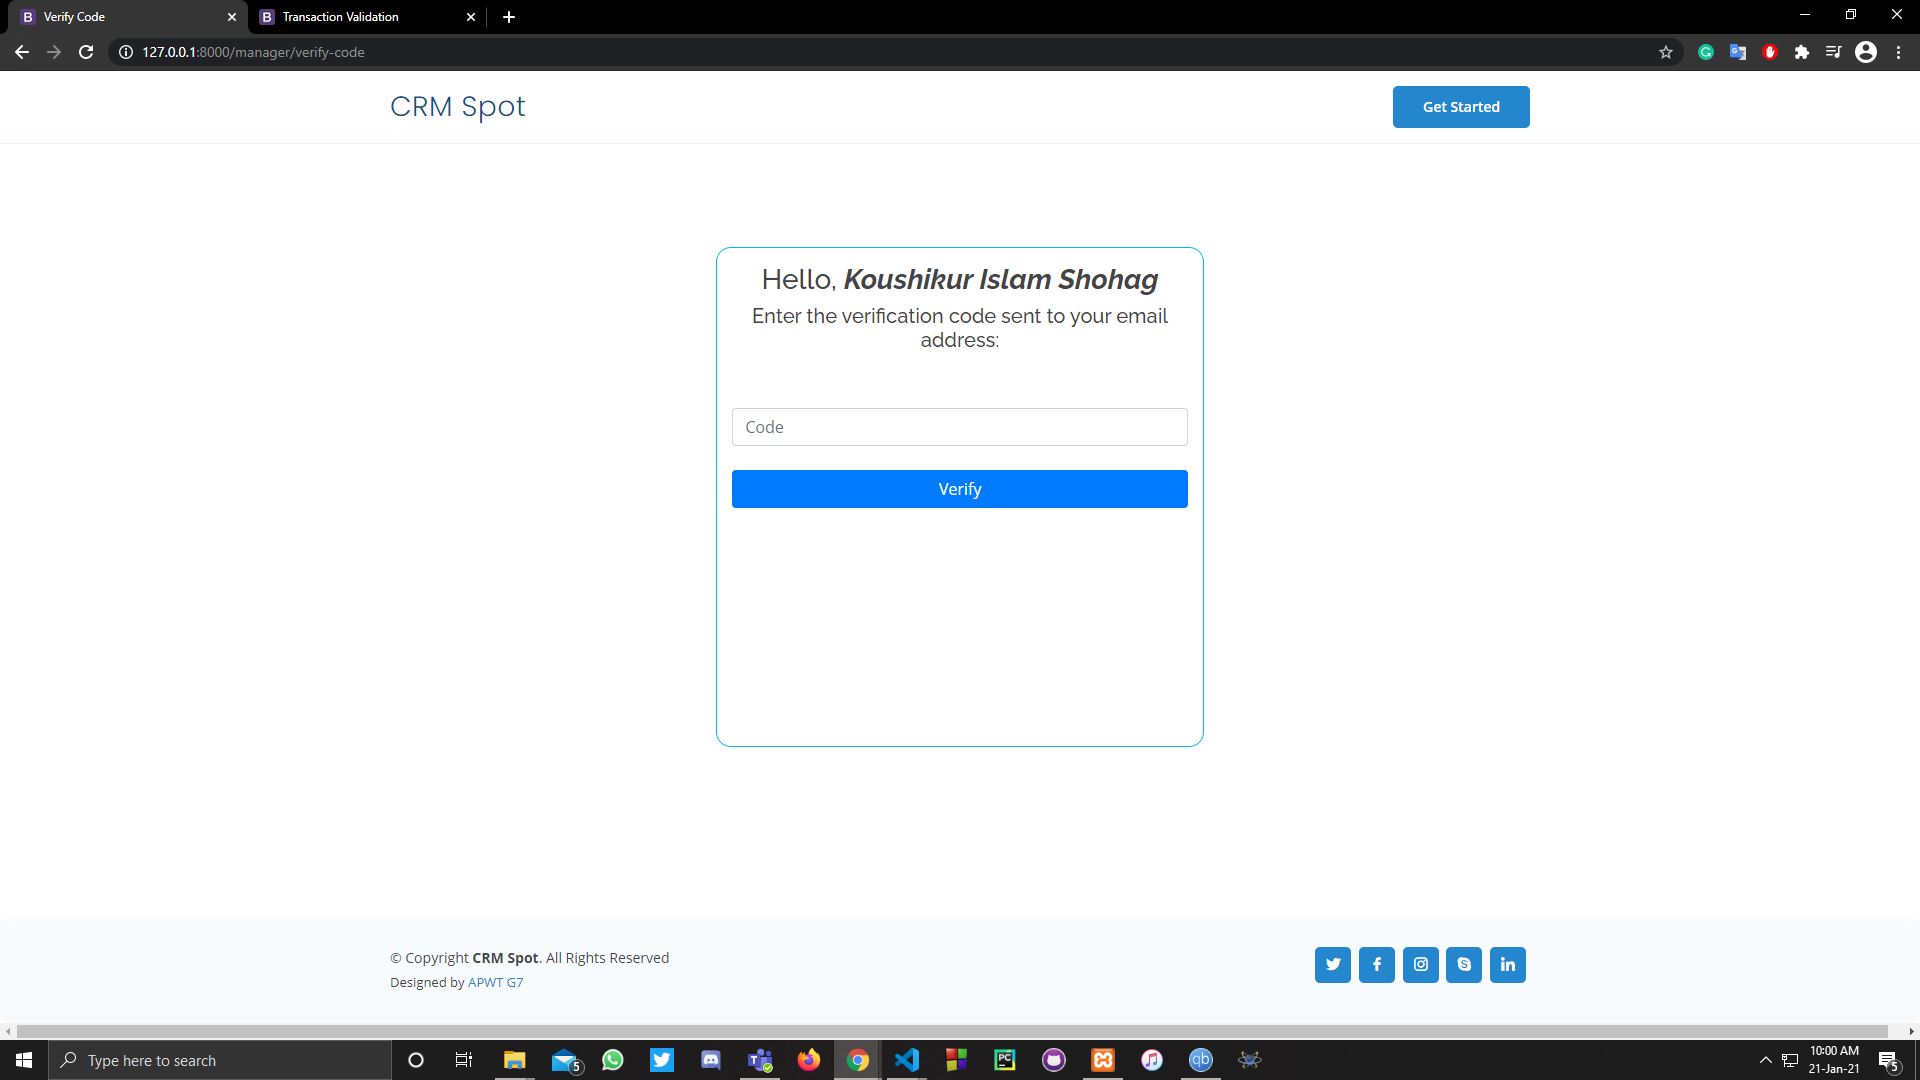 Verify Code
Transaction Validation
127.0.0.1:8000/manager/verify-code
CRM Spot
Get Started
Hello, Koushikur Islam Shohag
Enter the verification code sent to your email
address:
Code
Verify
© Copyright CRM Spot. All Rights Reserved
Designed by APWT G7
Type here to search
5
PC
qb
10:00 AM
21-Jan-21
5